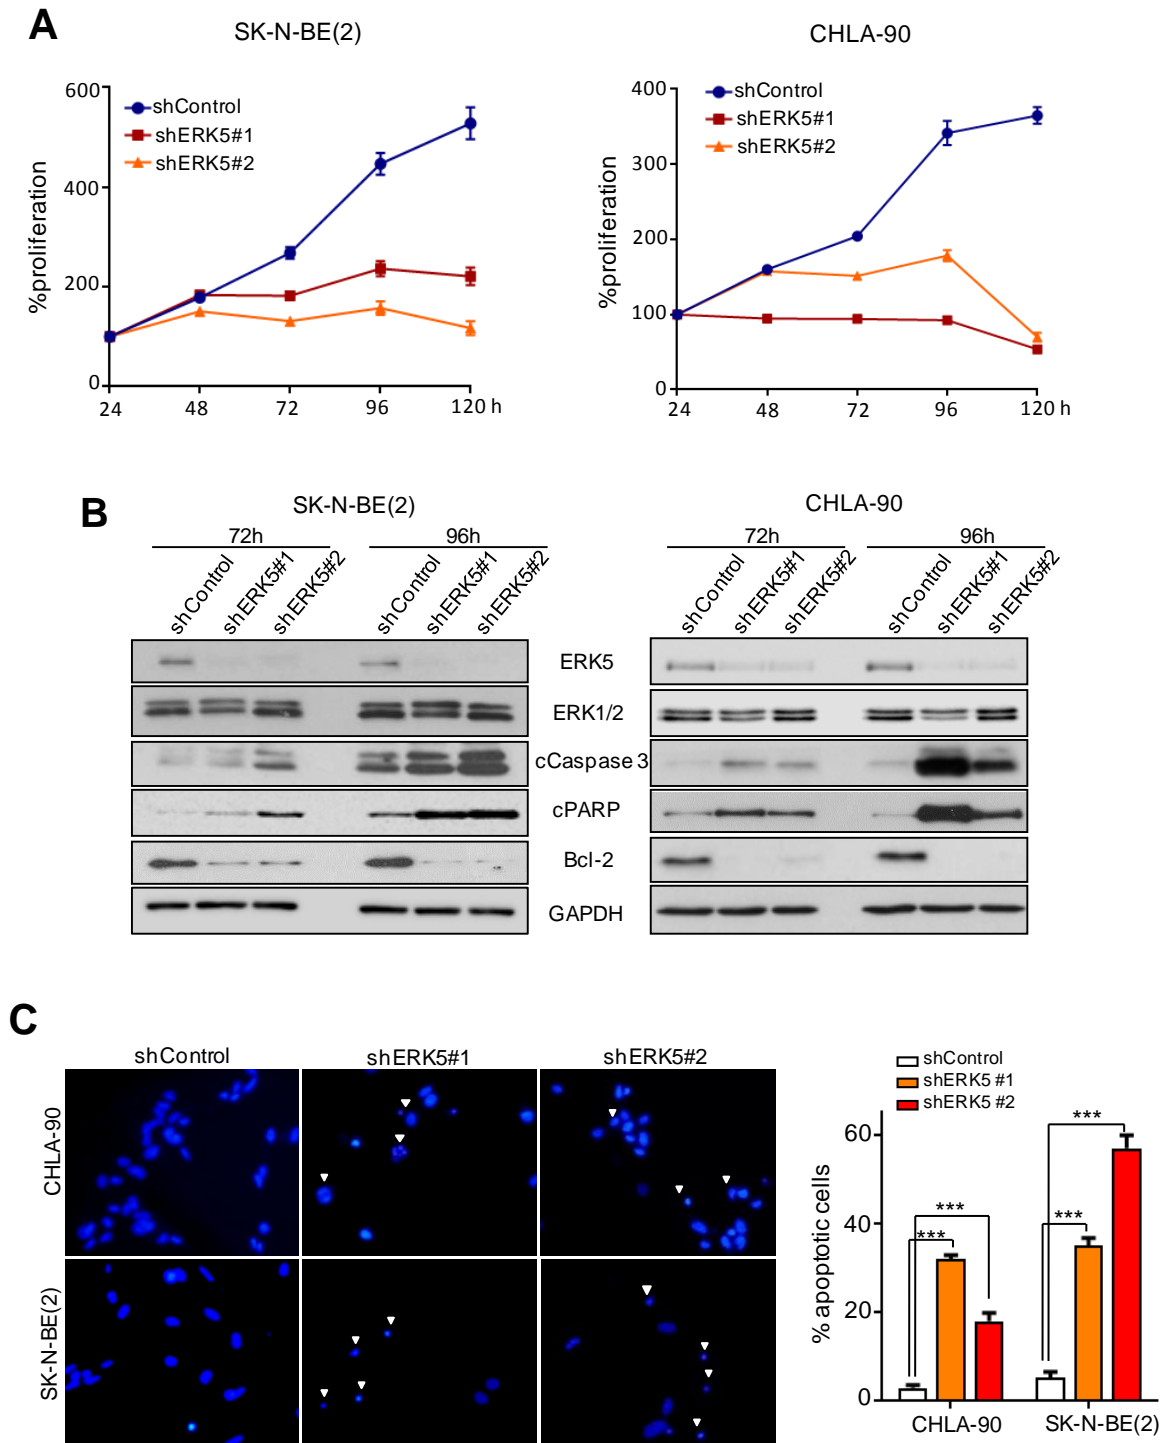 A
SK-N-BE(2)
CHLA-90
%proliferation
600
400
200
0
24
48
72
96
120 h
shControl
shERK5#1
shERK5#2
%proliferation
400
300
200
100
0
24
48
72
96
120 h
shControl
shERK5#1
shERK5#2
B
SK-N-BE(2)
CHLA-90
72h
96h
72h
96h
shControl
shERK5#1
shERK5#2
shControl
shERK5#1
shERK5#2
shControl
shERK5#1
shERK5#2
shControl
shERK5#1
shERK5#2
ERK5
ERK1/2
cCaspase 3
cPARP
Bcl-2
GAPDH
C
shControl
shERK5#1
shERK5#2
CHLA-90
SK-N-BE(2)
shControl
shERK5 #1
shERK5 #2
% apoptotic cells
60
40
20
0
***
***
***
***
CHLA-90
SK-N-BE(2)